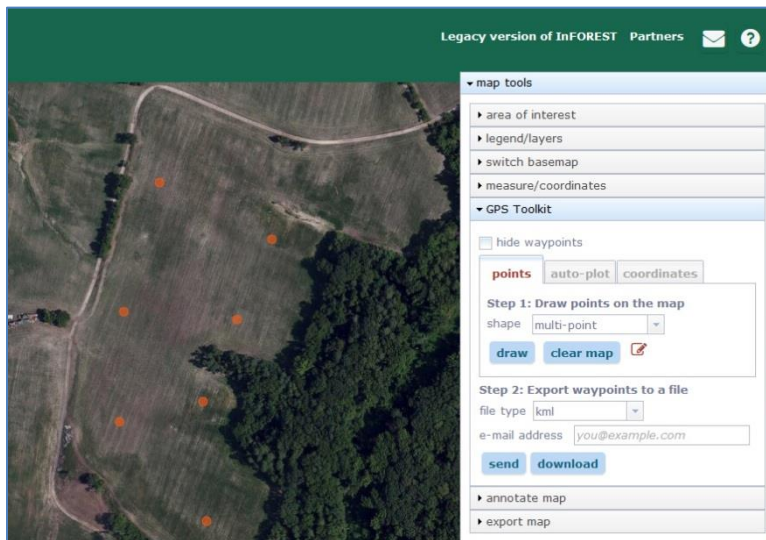 Legacy version of InFOREST Partners
map tools
area of interest
legend/layers
switch basemap
measure/coordinates
GPS Toolkit
hide waypoints
points auto-plot coordinates
Step 1: Draw points on the map
shape multi-point
draw clear map
Step 2: Export waypoints to a file
file type kml
e-mail address you@example.com
send download
annotate map
export map